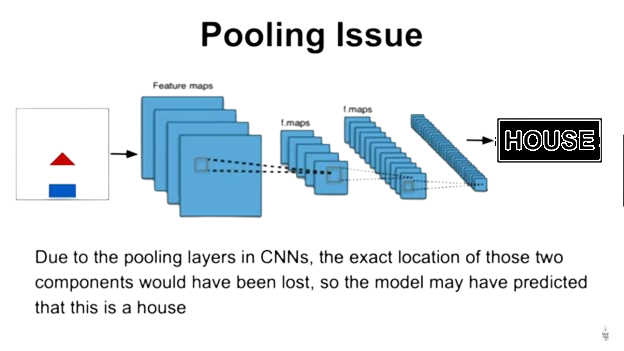 Pooling Issue
Feature maps
f.maps
f.maps
HOUSE
Due to the pooling layers in CNNs, the exact location of those two
components would have been lost, so the model may have predicted
that this is a house